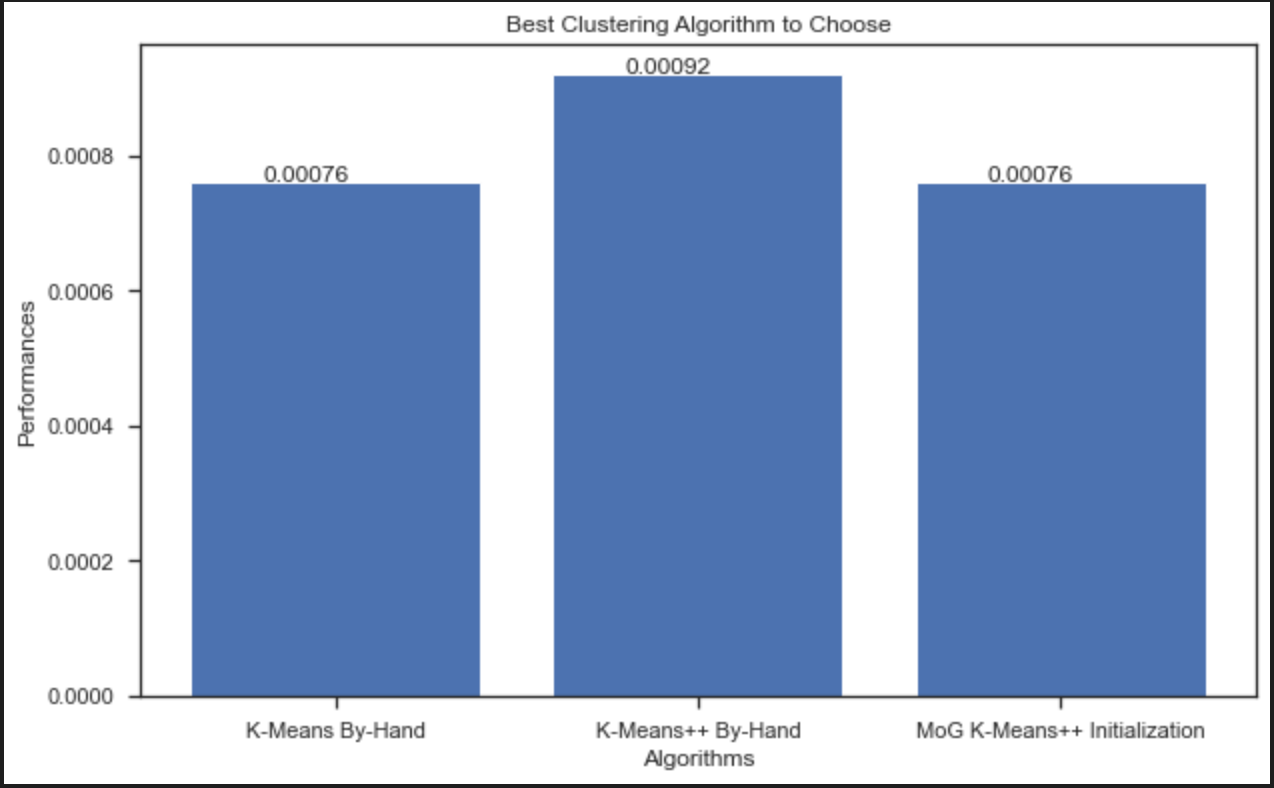 Best Clustering Algorithm to Choose
Performances
0.0008
0.0006
0.0004
0.0002
0.0000
0.00076
0.00092
0.00076
K-Means By-Hand
K-Means++ By-Hand
MoG K-Means++ Initialization
Algorithms